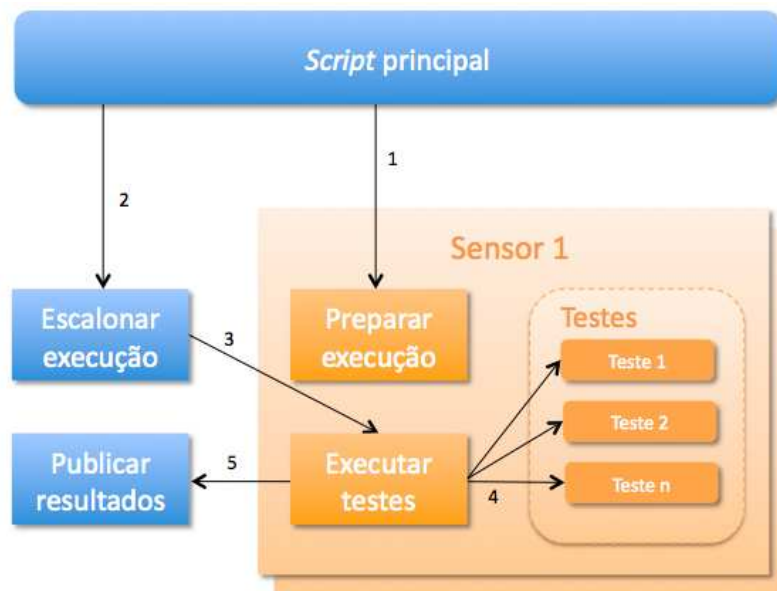 Script principal
1
2
Sensor 1
Escalonar
execução
3
Preparar
execução
Testes
Teste 1
Teste 2
Teste n
Publicar
resultados
5
Executar
testes
4